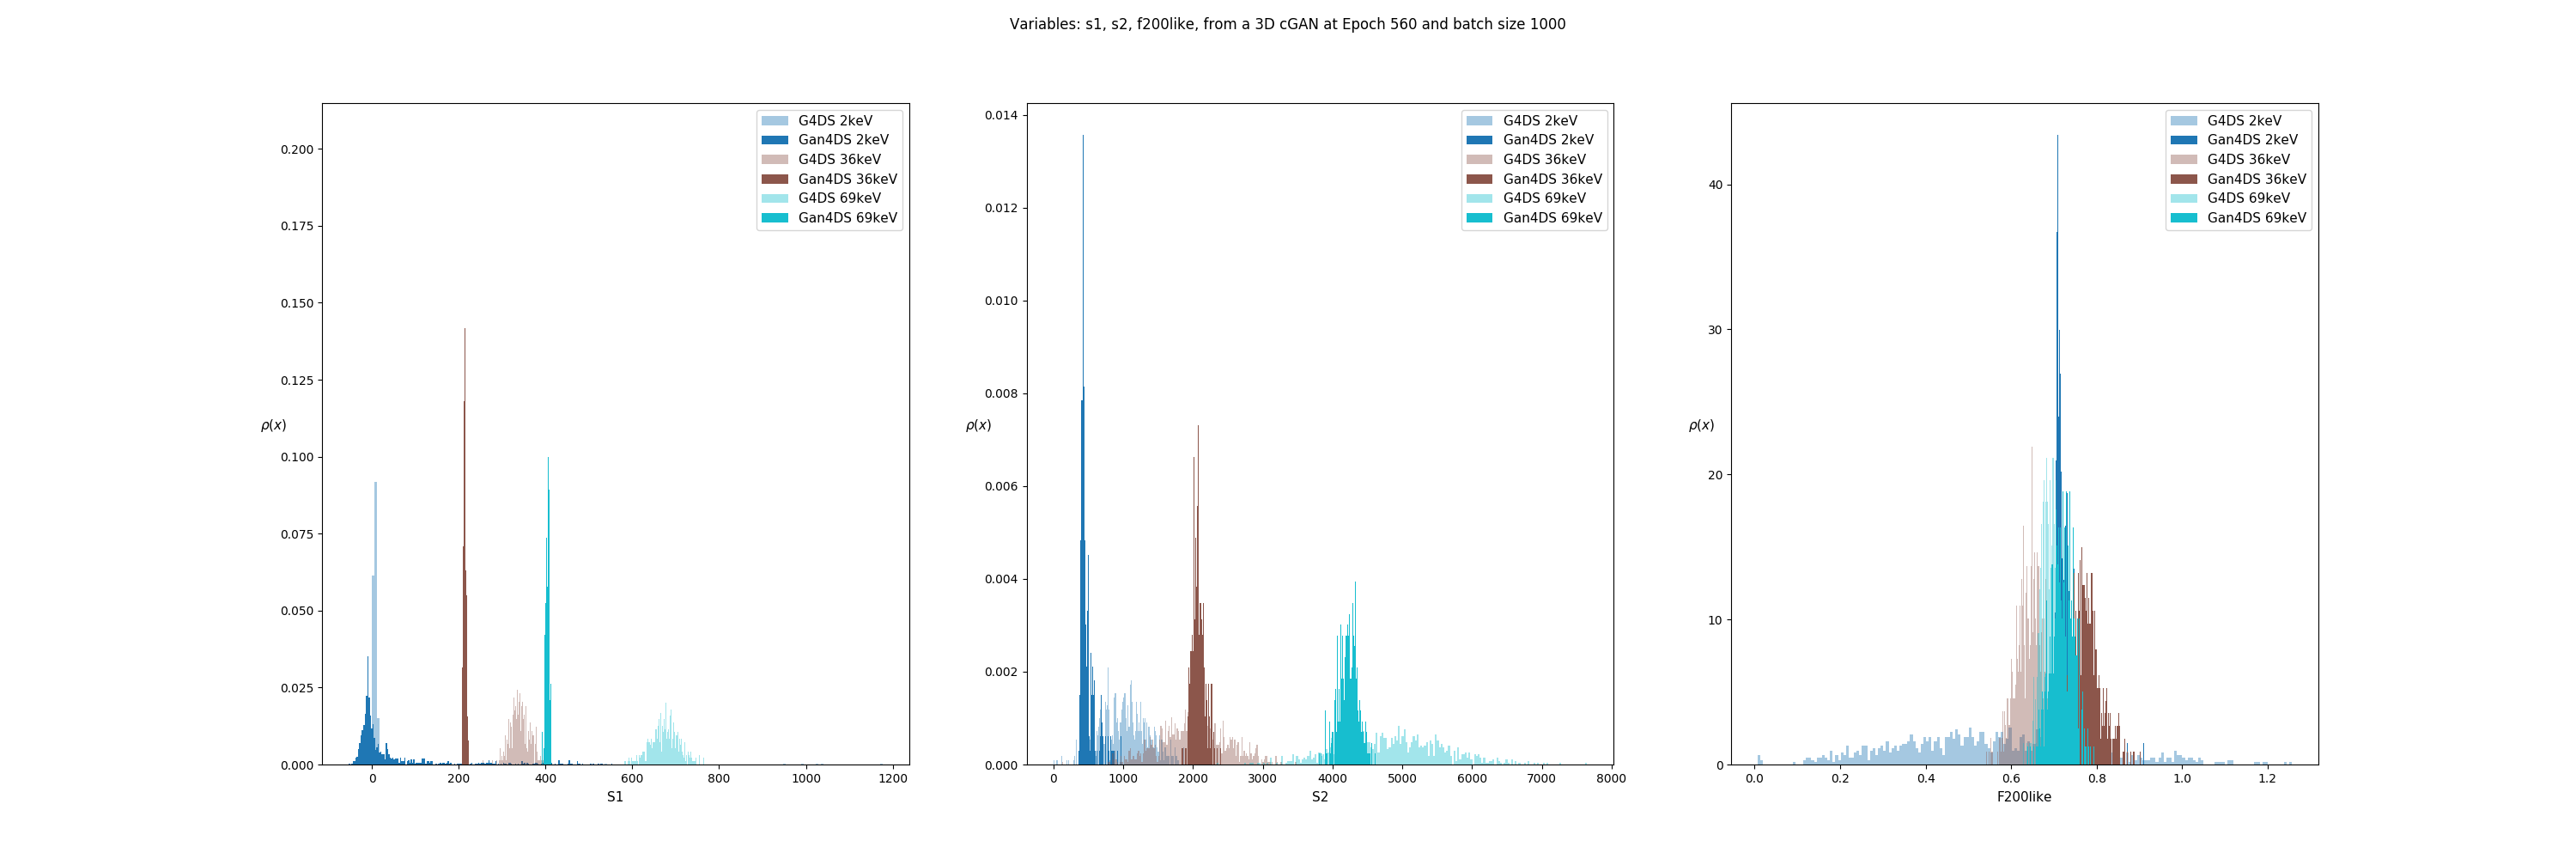 Variables: s1, s2, f200like, from a 3D cGAN at Epoch 560 and batch size 1000
0.200
0.175
0.150
0.125
0.100
0.075
0.050
0.025
0.000
ρ(x)
0
200
400
600
800
1000
1200
S1
G4DS 2keV
Gan4DS 2keV
G4DS 36keV
Gan4DS 36keV
G4DS 69keV
Gan4DS 69keV
0.014
0.012
0.010
0.008
0.006
0.004
0.002
0.000
ρ(x)
0
1000
2000
3000
4000
5000
6000
7000
8000
S2
G4DS 2keV
Gan4DS 2keV
G4DS 36keV
Gan4DS 36keV
G4DS 69keV
Gan4DS 69keV
40
30
20
10
0
ρ(x)
0.0
0.2
0.4
0.6
0.8
1.0
1.2
F200like
G4DS 2keV
Gan4DS 2keV
G4DS 36keV
Gan4DS 36keV
G4DS 69keV
Gan4DS 69keV